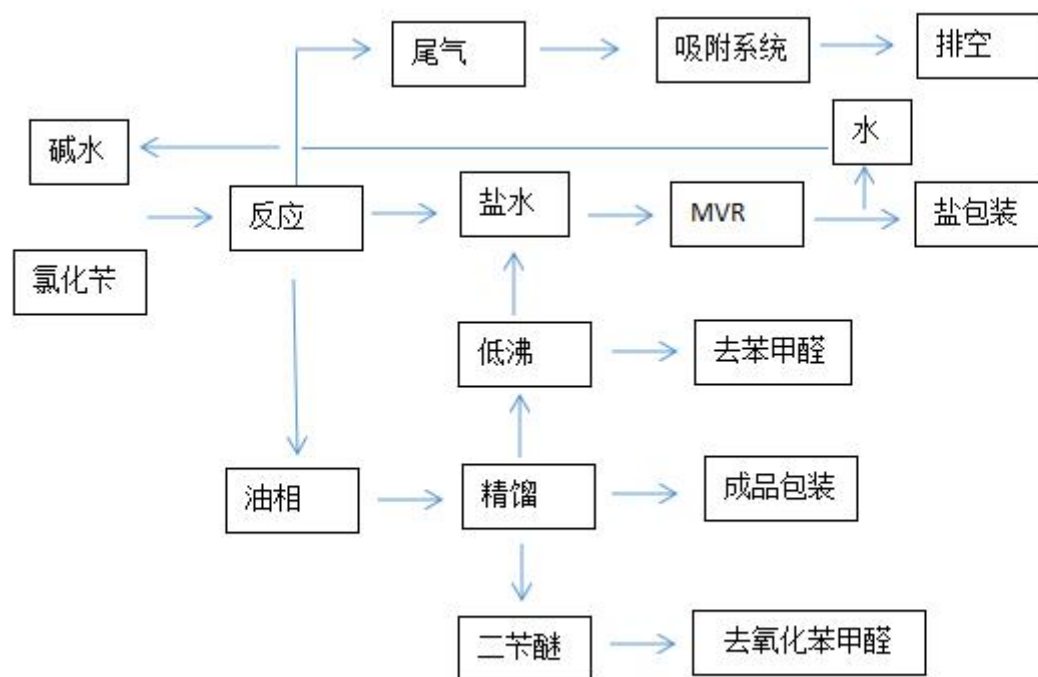 尾气
吸附系统
排空
碱水
水
反应
盐水
MVR
盐包装
氯化苄
低沸
去苯甲醛
油相
精馏
成品包装
二苄醚
去氧化苯甲醛